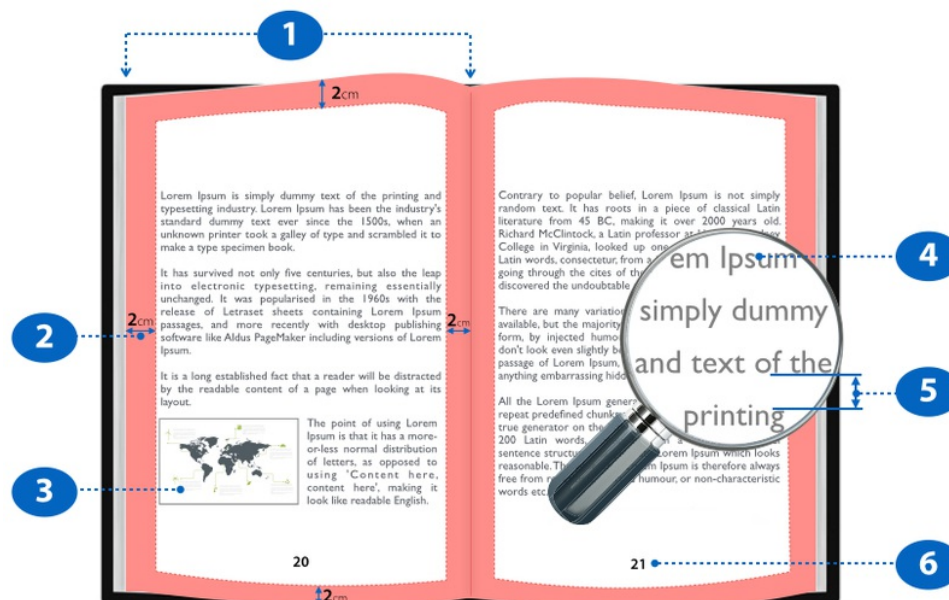 1
2cm
Lorem Ipsum is simply dummy text of the printing and
typesetting industry. Lorem Ipsum has been the industry's
standard dummy text ever since the 1500s, when an
unknown printer took a galley of type and scrambled it to
make a type specimen book.
It has survived not only five centuries, but also the leap
into electronic typesetting, remaining essentially
unchanged. It was popularised in the 1960s with the
release of Letraset sheets containing Lorem Ipsum
passages, and more recently with desktop publishing
software like Aldus PageMaker including versions of Lorem
Ipsum.
2
2cm
2cm
It is a long established fact that a reader will be distracted
by the readable content of a page when looking at its
layout.
3
The point of using Lorem
Ipsum is that it has a more-
or-less normal distribution
of letters, as opposed to
using 'Content here,
content here', making it
look like readable English.
20
2cm
Contrary to popular belief, Lorem Ipsum is not simply
random text. It has roots in a piece of classical Latin
literature from 45 BC, making it over 2000 years old.
Richard McClintock, a Latin professor at
College in Virginia, looked up one
Latin words, consectetur, from a
going through the cites of the
discovered the undoubtable
There are many
available, but the majority
form, by injected
don't look even slightly
passage of Lorem Ipsum,
anything embarrassing
All the Lorem Ipsum
repeat predefined
true generator on the
200 Latin words,
sentence Lorem Ipsum which looks
reasonable. Ipsum is therefore always
free from humour, or non-characteristic
words etc.
em Ipsum
simply dummy
and text of the
printing
4
5
21
6